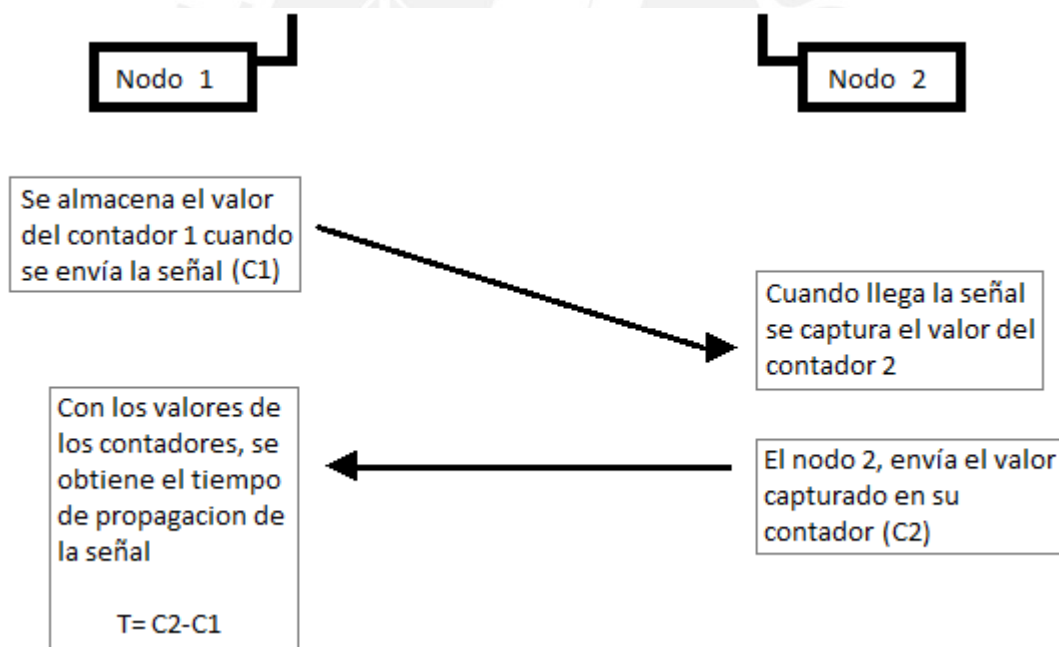 Nodo 1
Nodo 2
Se almacena el valor
del contador 1 cuando
se envía la señal (C1)
Cuando llega la señal
se captura el valor del
contador 2
Con los valores de
los contadores, se
obtiene el tiempo
de propagacion de
la señal
T= C2-C1
El nodo 2, envía el valor
capturado en su
contador (C2)